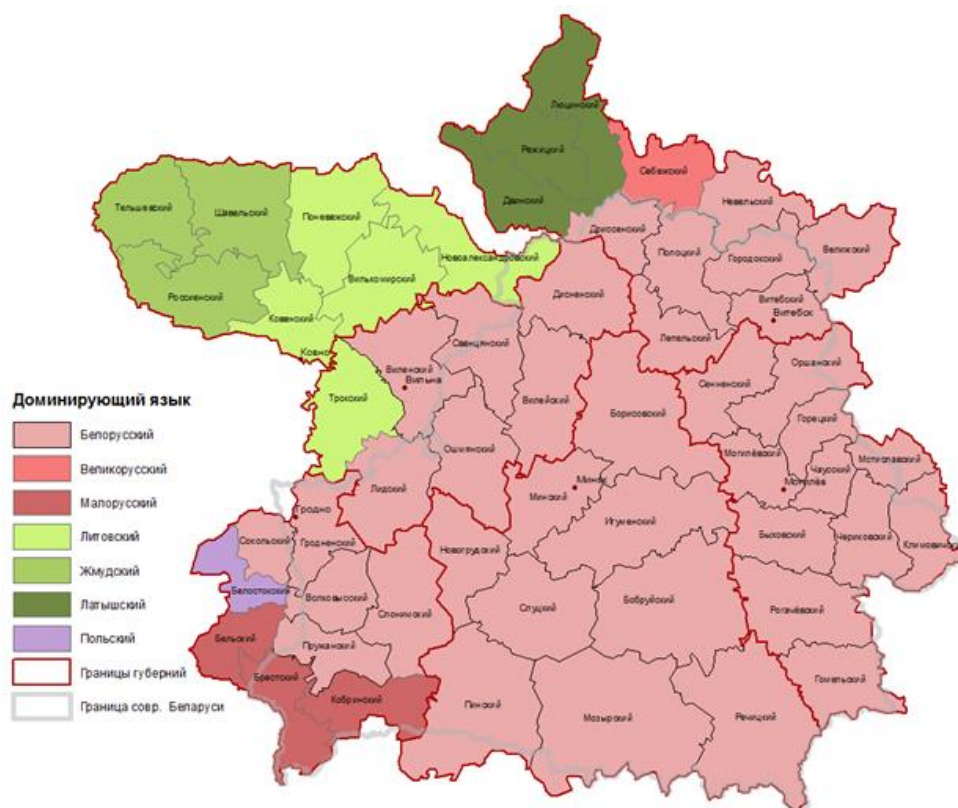 Люцинский
Режицкий
Двинский
Себежский
Невельский
Велижский
Дрисенский
Полоцкий
Городокский
Витебский
Витебск
Лепельский
Тельшевский
Шавельский
Поневежский
Россиенский
Вилькомирский
Новоалександровский
Ковенский
Ковно
Дисненский
Свенцянский
Виленский
Вильна
Трокский
Вилейский
Ошмянский
Лидский
Борисовский
Сенненский
Оршанский
Горецкий
Могилёвский
Могилёв
Чаусский
Мстиславский
Быховский
Чериковский
Климовичский
Рогачёвский
Гомельский
Минский
Минск
Игуменский
Новогрудский
Слуцкий
Бобруйский
Пинский
Мозырский
Речицкий
Гродно
Гродненский
Сокольский
Белостокский
Волковысский
Слонимский
Пружанский
Бельский
Брестский
Кобринский
Доминирующий язык
Белорусский
Великорусский
Малорусский
Литовский
Жмудский
Латышский
Польский
Границы губерний
Граница совр. Беларуси